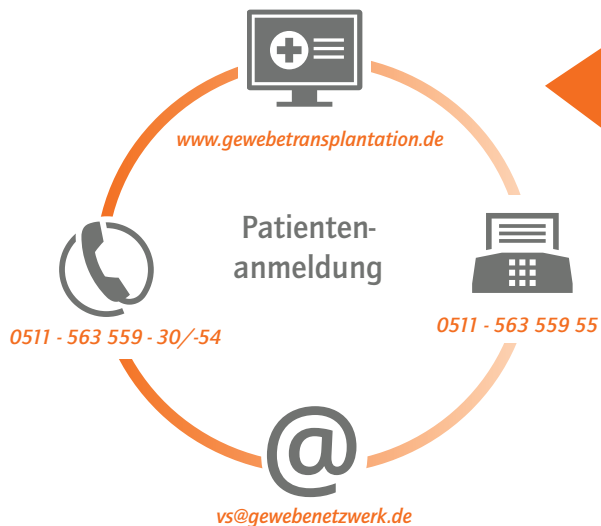 www.gewebetransplantation.de
Patienten-
anmeldung
0511 - 563 559 - 30/-54
0511 - 563 559 55
@
vs@gewebenetzwerk.de